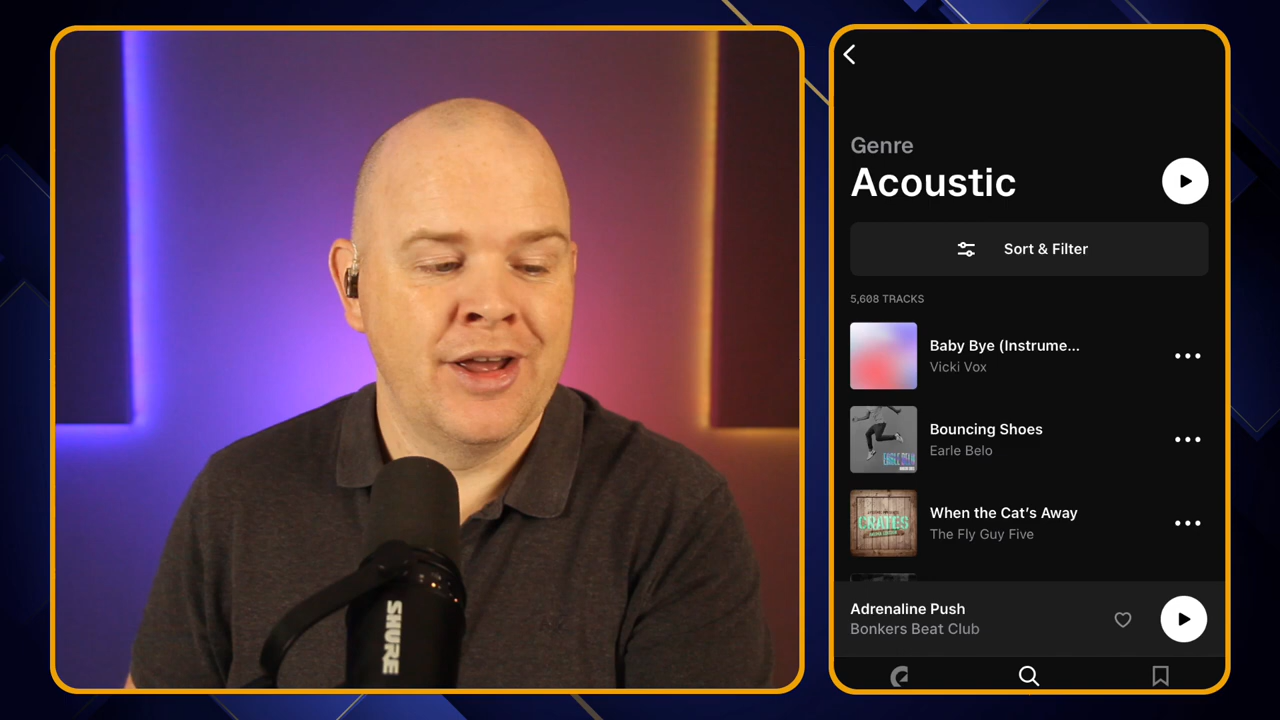 SHURE
Genre
Acoustic
Sort & Filter
5,608 TRACKS
Baby Bye (Instrume...
Vicki Vox
Bouncing Shoes
Earle Belo
When the Cat’s Away
The Fly Guy Five
CRATES
Adrenaline Push
Bonkers Beat Club